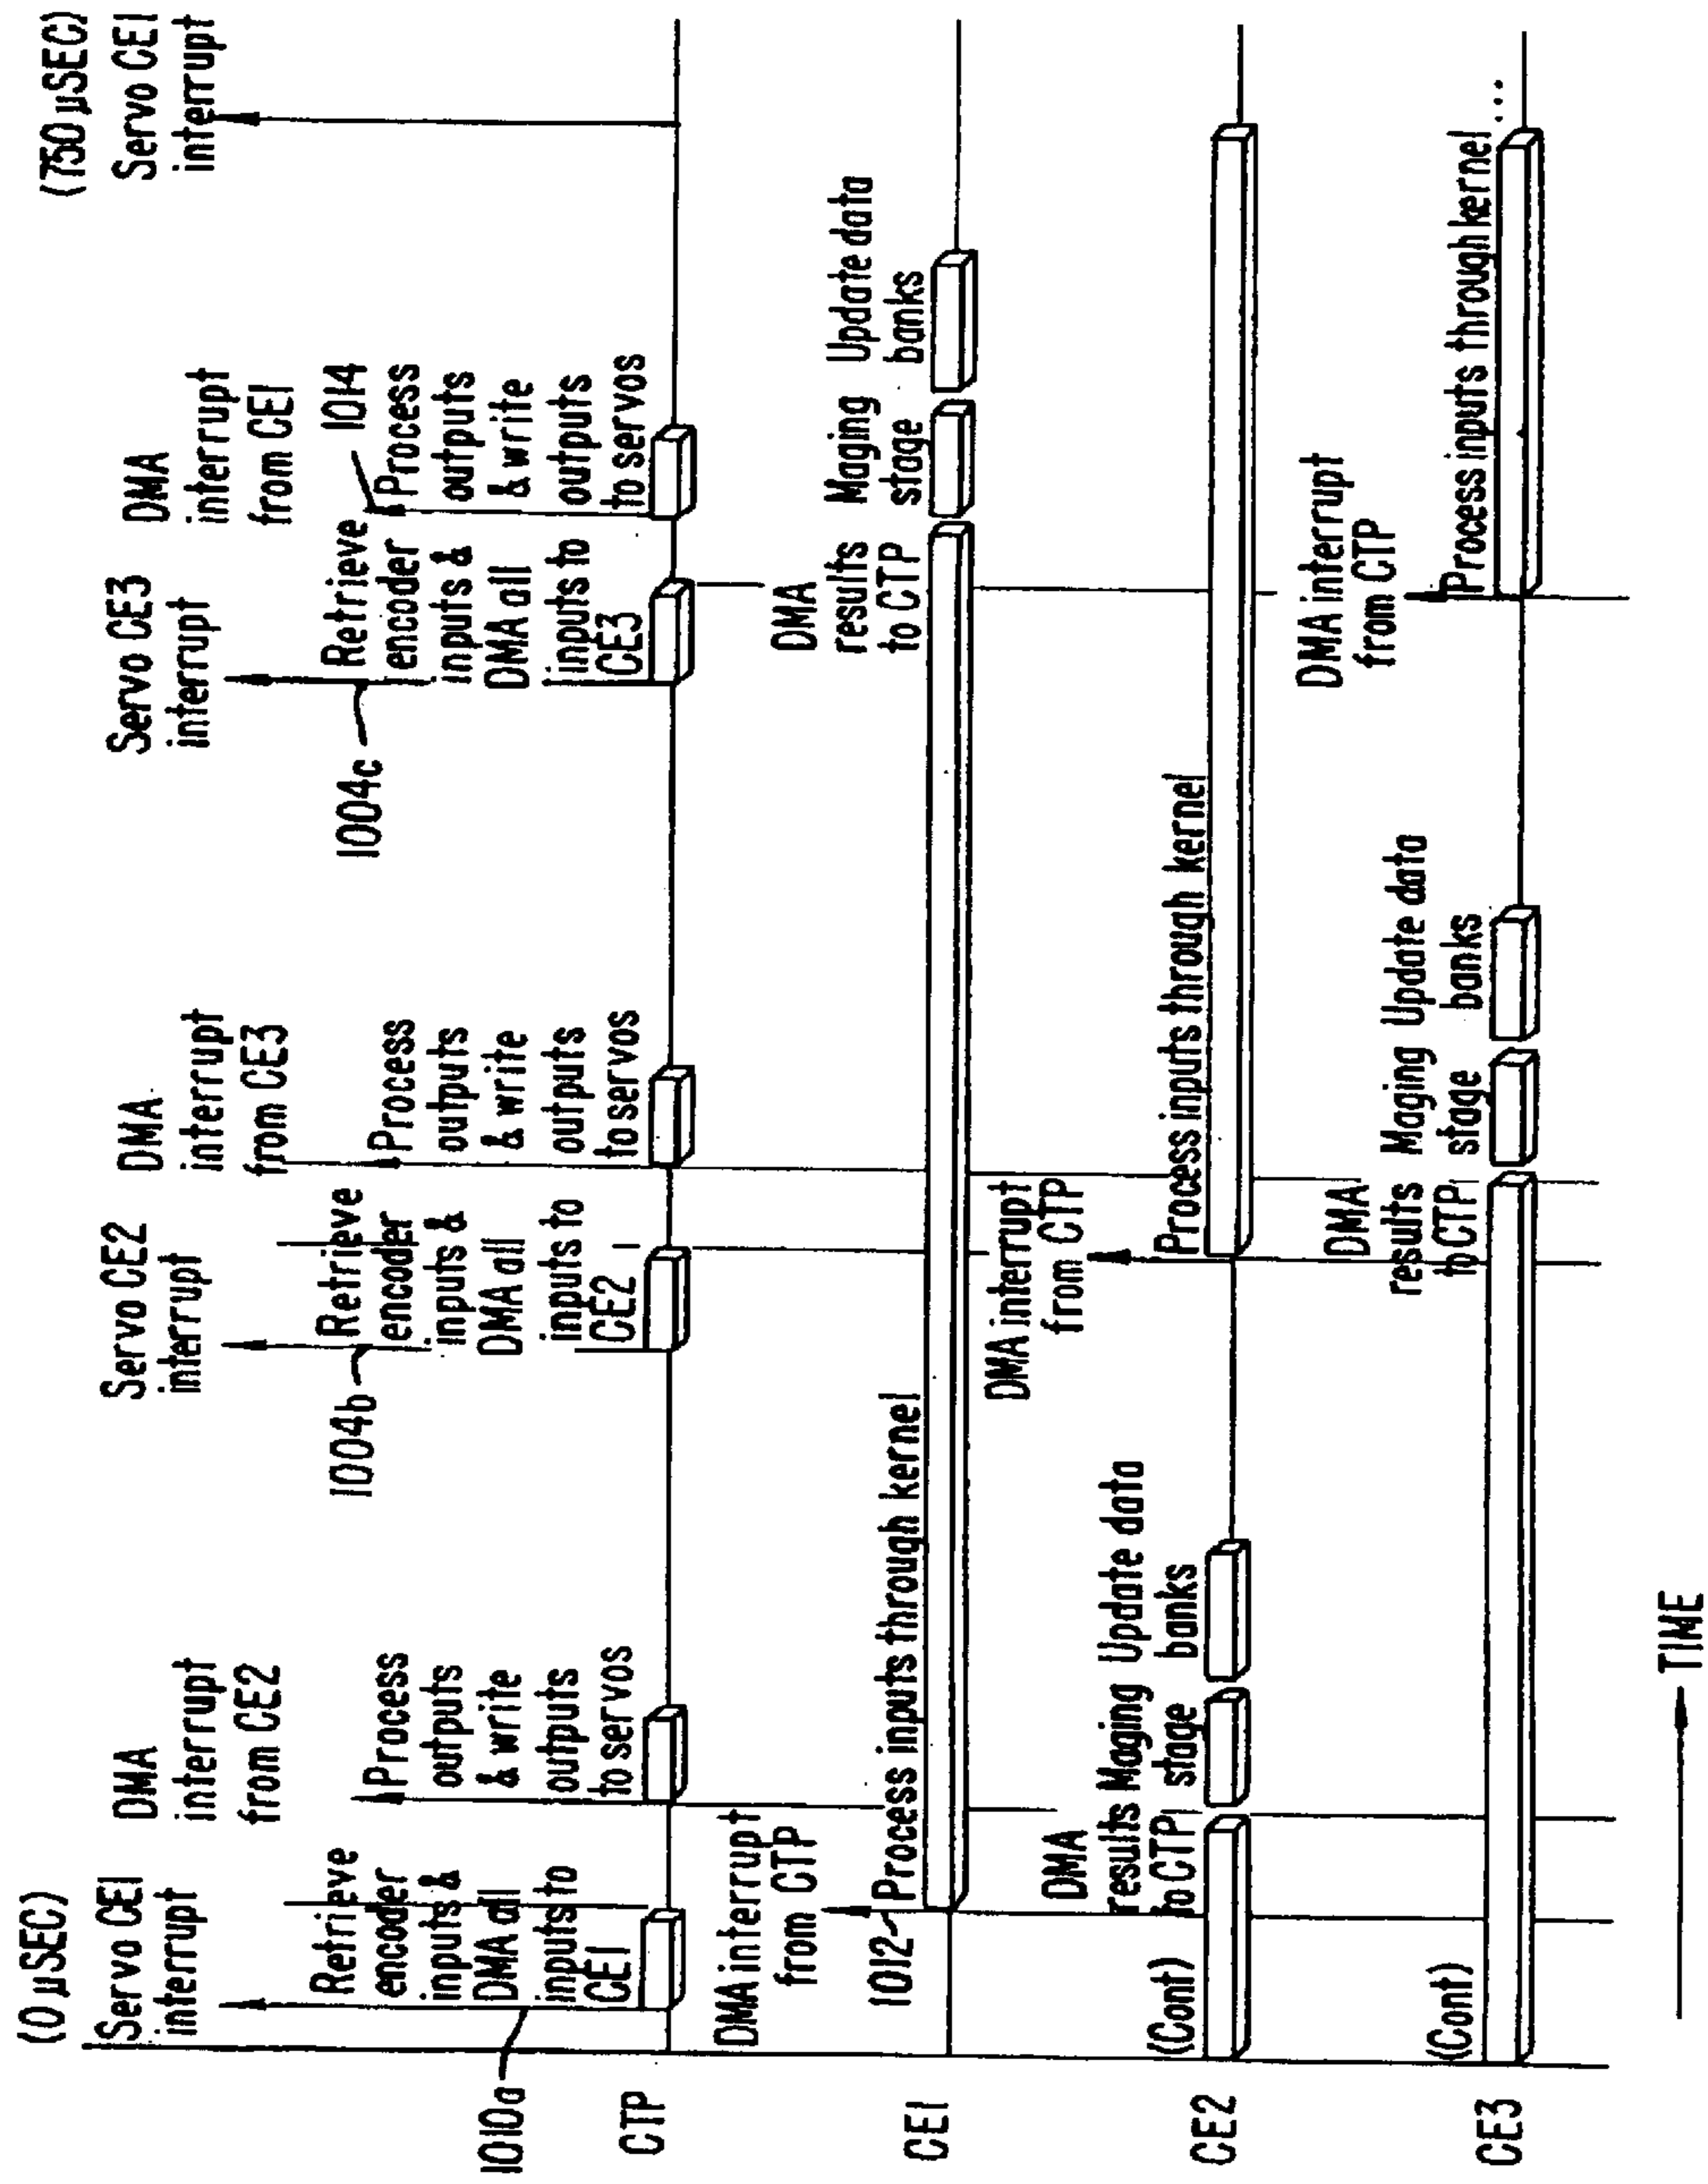 (0 µSEC)
Servo CE1
interrupt
DMA
interrupt
from CE2
Servo CE2
interrupt
DMA
interrupt
from CE3
Servo CE3
interrupt
DMA
interrupt
from CE1
(750 µSEC)
Servo CE1
interrupt
1010a
Retrieve
encoder
inputs &
DMA all
inputs to
CE1
Process
outputs
& write
outputs
to servos
1004b
Retrieve
encoder
inputs &
DMA all
inputs to
CE2
Process
outputs
& write
outputs
to servos
1004c
Retrieve
encoder
inputs &
DMA all
inputs to
CE3
1014
Process
outputs
& write
outputs
to servos
CTP
DMA interrupt
from CTP
1012
Process inputs through kernel
DMA
results
to CTP
Maging
stage
Update data
banks
CE1
(Cont)
DMA
results
to CTP
Maging
stage
Update data
banks
DMA interrupt
from CTP
Process inputs through kernel
CE2
(Cont)
DMA
results
to CTP
Maging
stage
Update data
banks
DMA interrupt
from CTP
Process inputs through kernel...
CE3
TIME